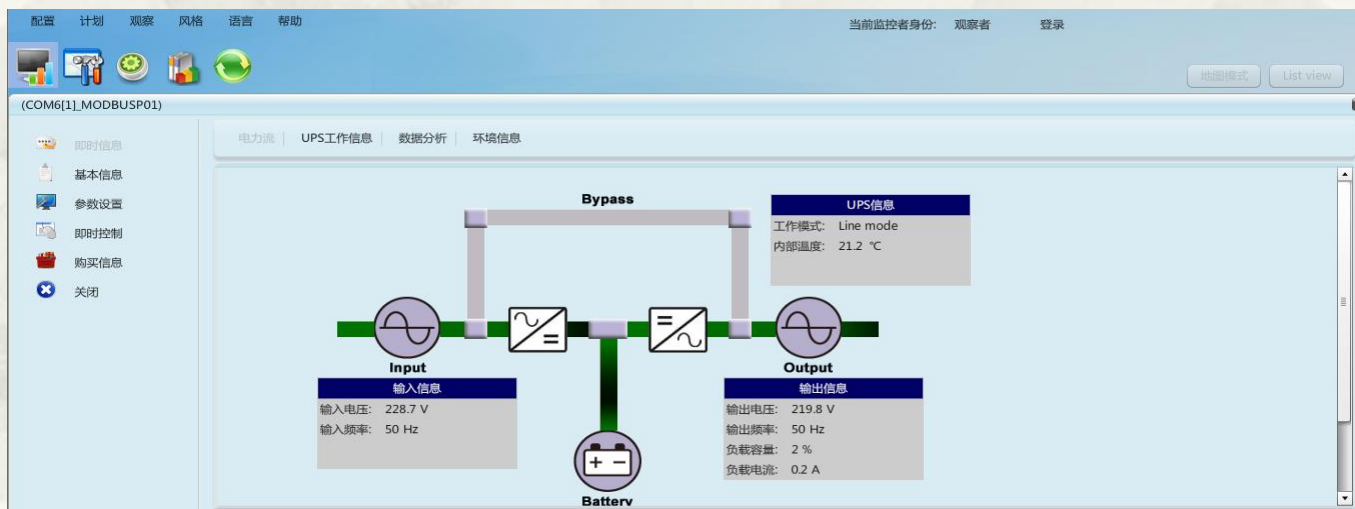 配置 计划 观察 风格 语言 帮助 当前监控者身份: 观察者 登录
地图模式 List view
(COM6[1]_MODBUSP01)
即时信息
基本信息
参数设置
即时控制
购买信息
关闭
电力流 UPS工作信息 数据分析 环境信息
Bypass
UPS信息
工作模式: Line mode
内部温度: 21.2 ℃
Input
输入信息
输入电压: 228.7 V
输入频率: 50 Hz
Output
输出信息
输出电压: 219.8 V
输出频率: 50 Hz
负载容量: 2 %
负载电流: 0.2 A
Battery